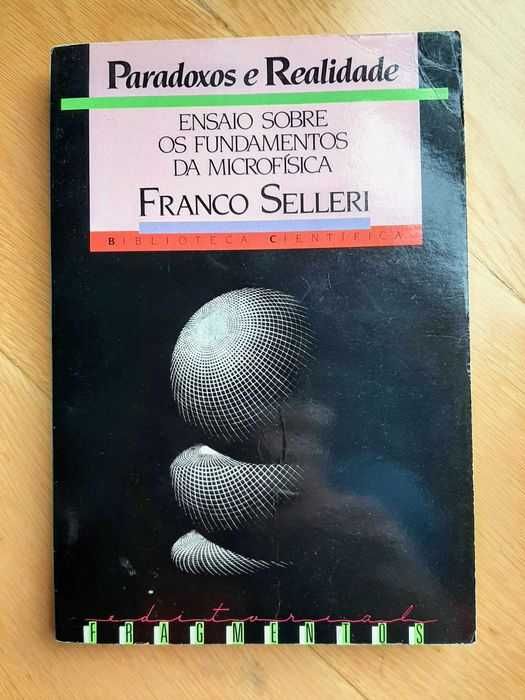 Paradoxos e Realidade
ENSAIO SOBRE
OS FUNDAMENTOS
DA MICROFÍSICA
FRANCO SELLERI
BIBLIOTECA CIENTÍFICA
editorial
FRAGMENTOS